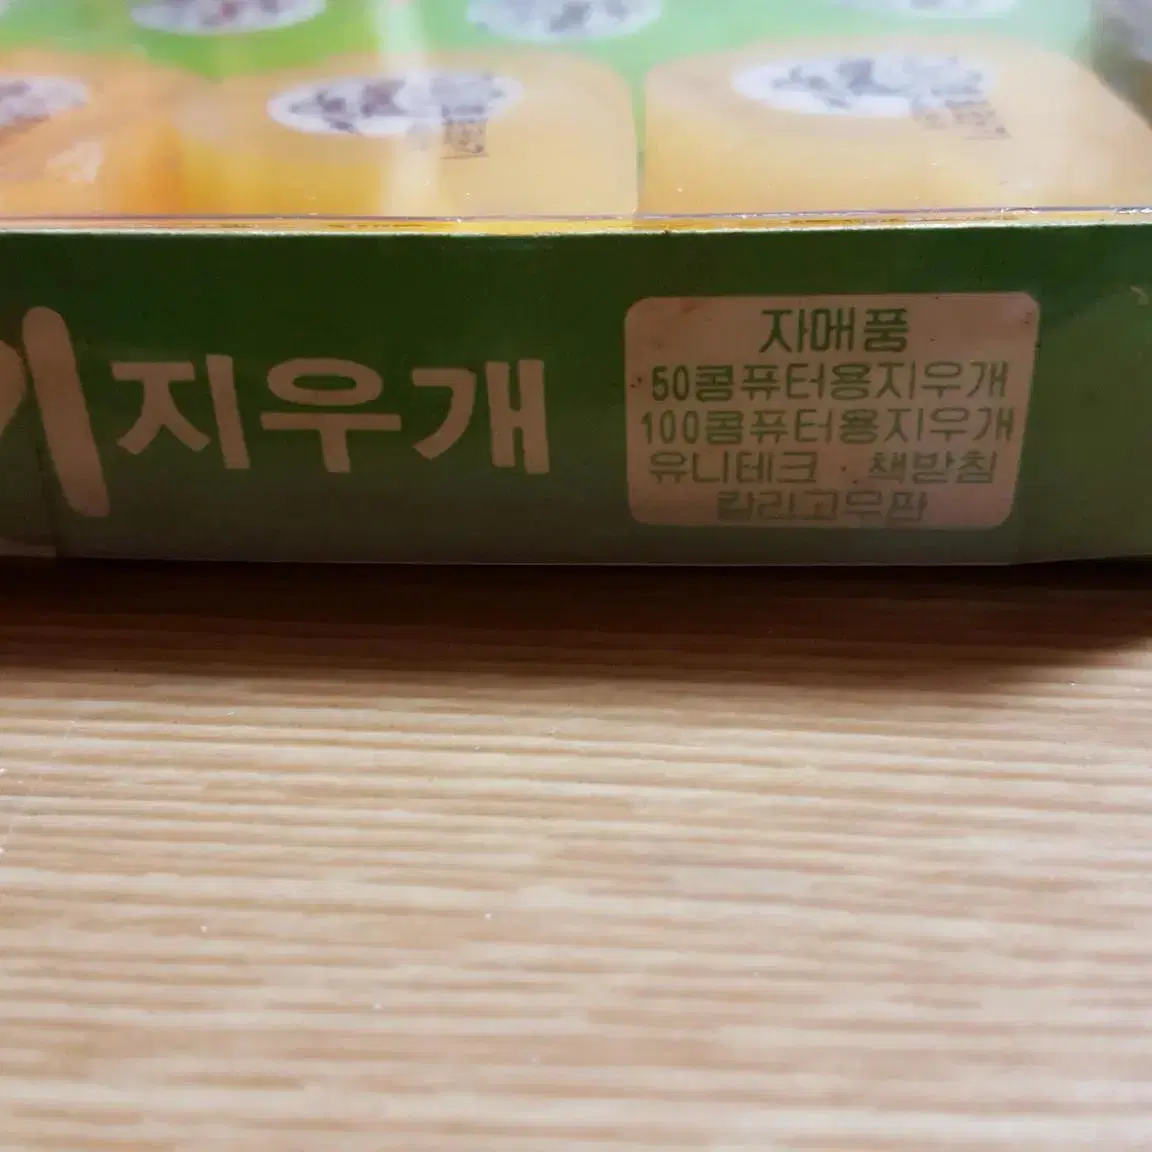 지우개
자매품
50콤퓨터용지우개
100콤퓨터용지우개
유니테크 · 책받침
칼라고무판